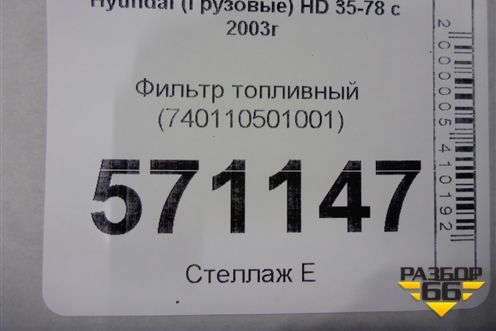 Hyundai (Грузовые) HD 35-78 с
2003г
Фильтр топливный
(740110501001)
571147
Стеллаж Е
2000005410192
РАЗБОР
66